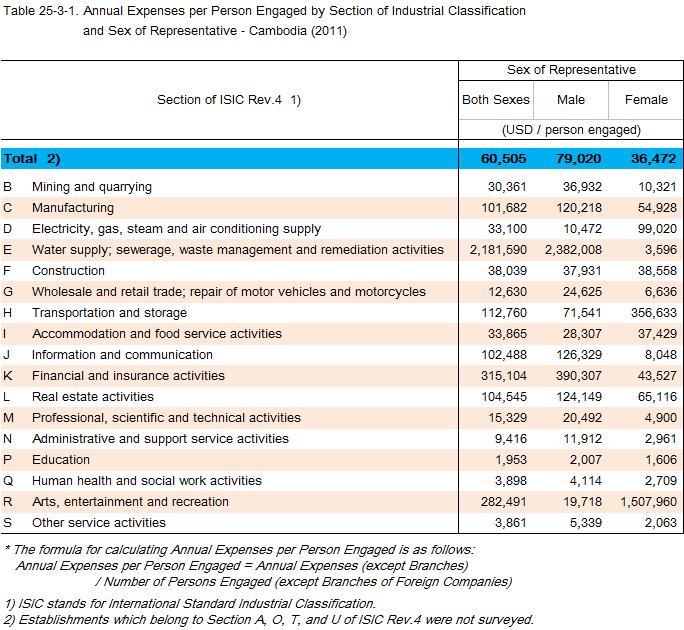 Table 25-3-1. Annual Expenses per Person Engaged by Section of Industrial Classification
and Sex of Representative - Cambodia (2011)
Section of ISIC Rev.4 1)
Sex of Representative
Both Sexes Male Female
(USD / person engaged)
Total 2) 60,505 79,020 36,472
B Mining and quarrying 30,361 36,932 10,321
C Manufacturing 101,682 120,218 54,928
D Electricity, gas, steam and air conditioning supply 33,100 10,472 99,020
E Water supply; sewerage, waste management and remediation activities 2,181,590 2,382,008 3,596
F Construction 38,039 37,931 38,558
G Wholesale and retail trade; repair of motor vehicles and motorcycles 12,630 24,625 6,636
H Transportation and storage 112,760 71,541 356,633
I Accommodation and food service activities 33,865 28,307 37,429
J Information and communication 102,488 126,329 8,048
K Financial and insurance activities 315,104 390,307 43,527
L Real estate activities 104,545 124,149 65,116
M Professional, scientific and technical activities 15,329 20,492 4,900
N Administrative and support service activities 9,416 11,912 2,961
P Education 1,953 2,007 1,606
Q Human health and social work activities 3,898 4,114 2,709
R Arts, entertainment and recreation 282,491 19,718 1,507,960
S Other service activities 3,861 5,339 2,063
* The formula for calculating Annual Expenses per Person Engaged is as follows:
Annual Expenses per Person Engaged = Annual Expenses (except Branches)
/ Number of Persons Engaged (except Branches of Foreign Companies)
1) ISIC stands for International Standard Industrial Classification.
2) Establishments which belong to Section A, O, T, and U of ISIC Rev.4 were not surveyed.